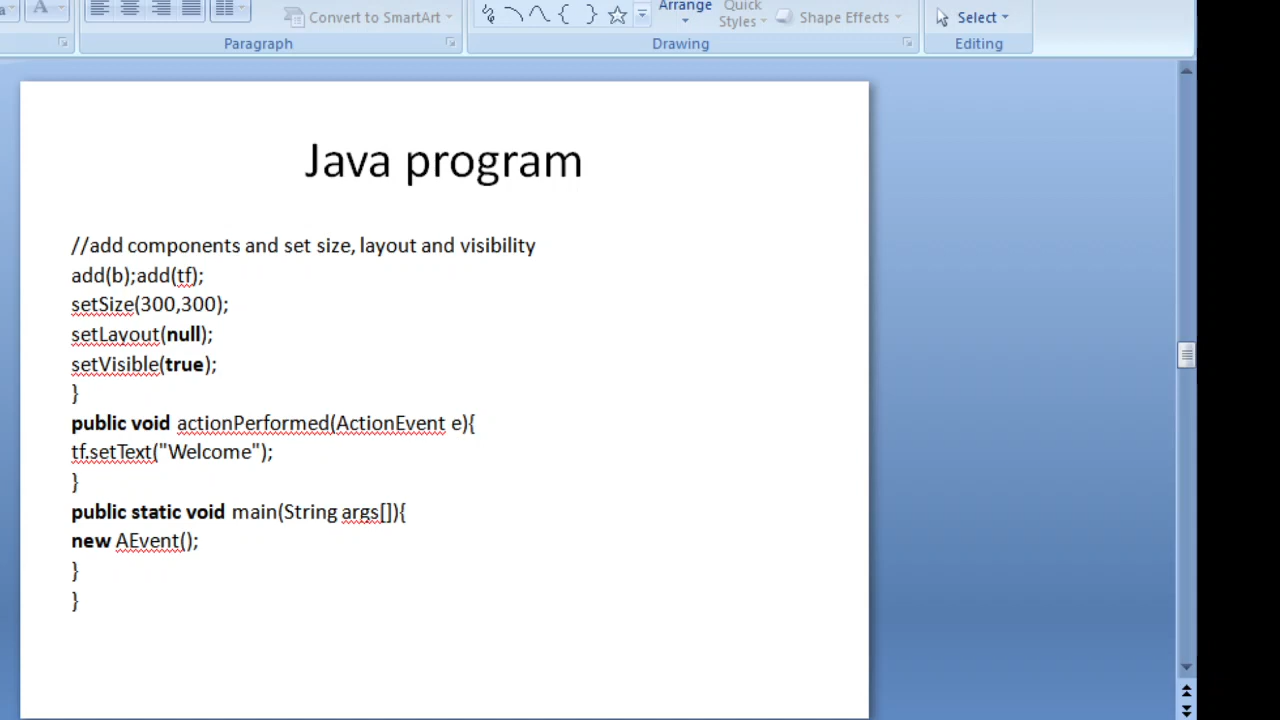 a
A
Convert to SmartArt
Arrange
Quick
Styles
Shape Effects
Select
Paragraph
Drawing
Editing
Java program
//add components and set size, layout and visibility
add(b);add(tf);
setSize(300,300);
setLayout(null);
setVisible(true);
}
public void actionPerformed(ActionEvent e){
tf.setText("Welcome");
}
public static void main(String args[]){
new AEvent();
}
}